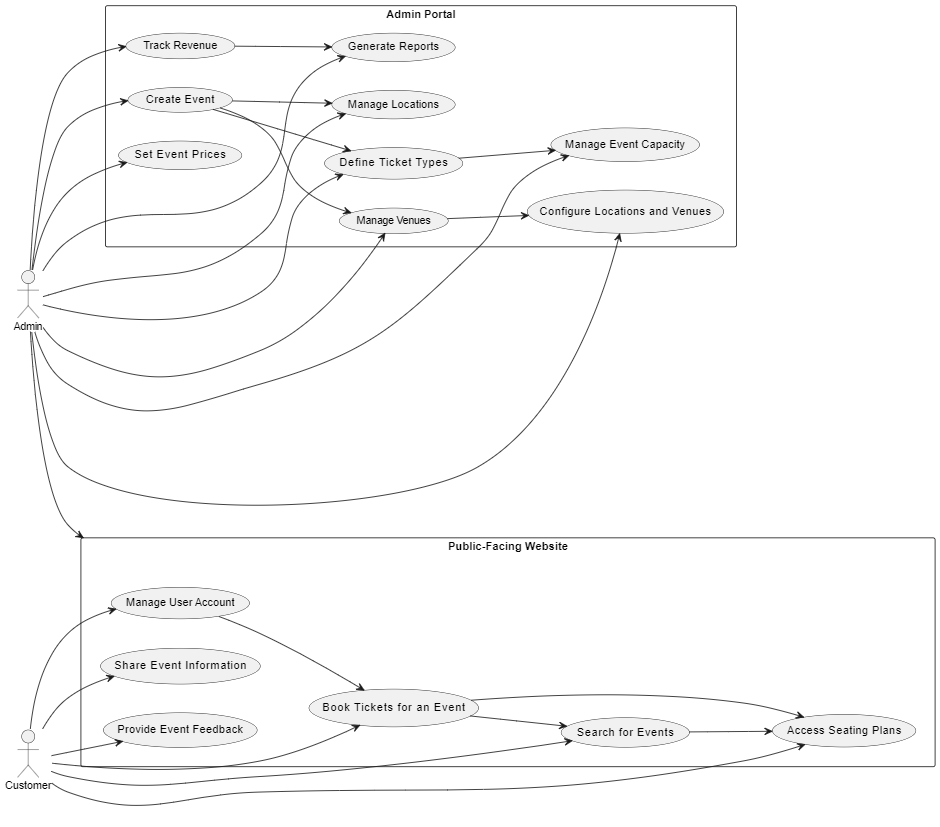 Admin Portal
Track Revenue
Generate Reports
Create Event
Manage Locations
Set Event Prices
Define Ticket Types
Manage Event Capacity
Manage Venues
Configure Locations and Venues
Admin
Public-Facing Website
Manage User Account
Share Event Information
Book Tickets for an Event
Provide Event Feedback
Search for Events
Access Seating Plans
Customer